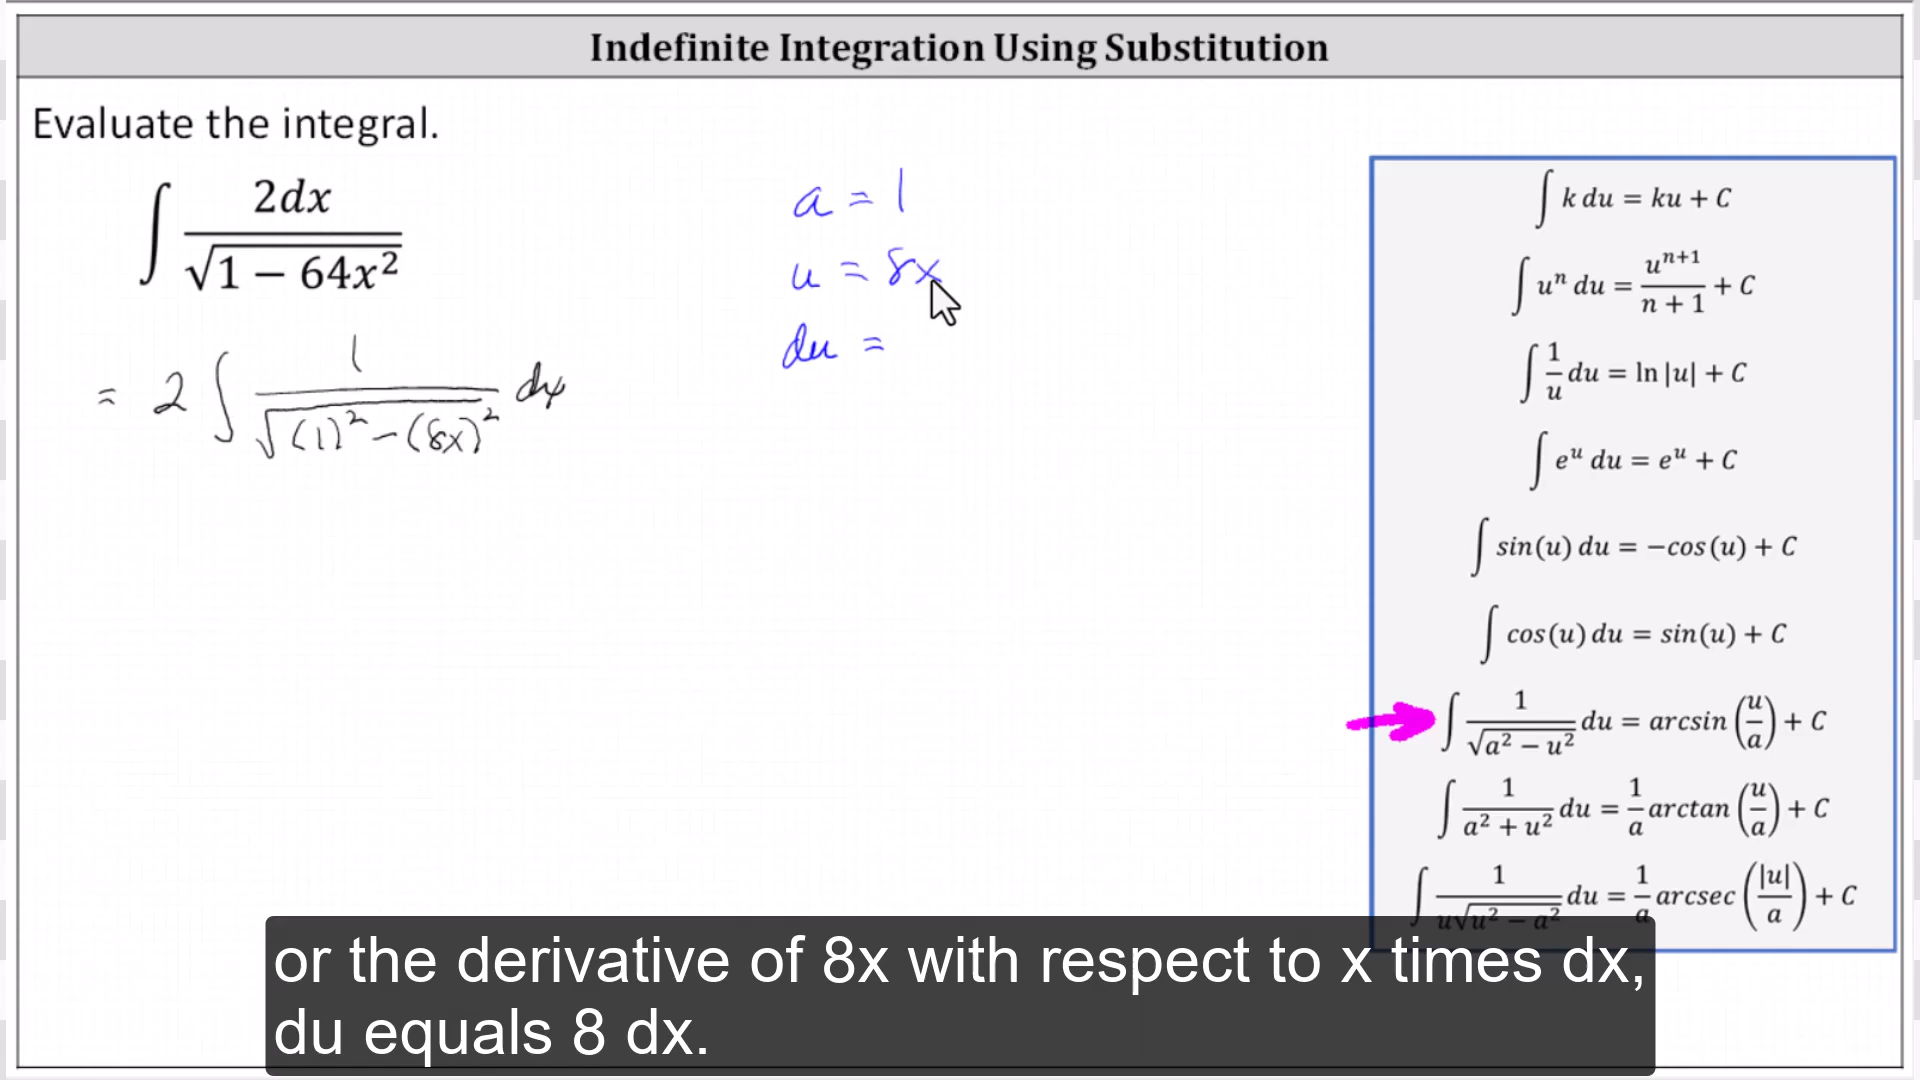 Indefinite Integration Using Substitution
Evaluate the integral.
∫ 2dx / √(1 − 64x²)
= 2 ∫ 1 / √((1)² − (8x)²) dx
a = 1
u = 8x
du =
∫ k du = ku + C
∫ uⁿ du = uⁿ⁺¹ / (n + 1) + C
∫ 1/u du = ln|u| + C
∫ eᵘ du = eᵘ + C
∫ sin(u) du = −cos(u) + C
∫ cos(u) du = sin(u) + C
∫ 1 / √(a² − u²) du = arcsin (u/a) + C
∫ 1 / (a² + u²) du = 1/a arctan (u/a) + C
∫ 1 / (u√(u² − a²)) du = 1/a arcsec (|u|/a) + C
or the derivative of 8x with respect to x times dx,
du equals 8 dx.